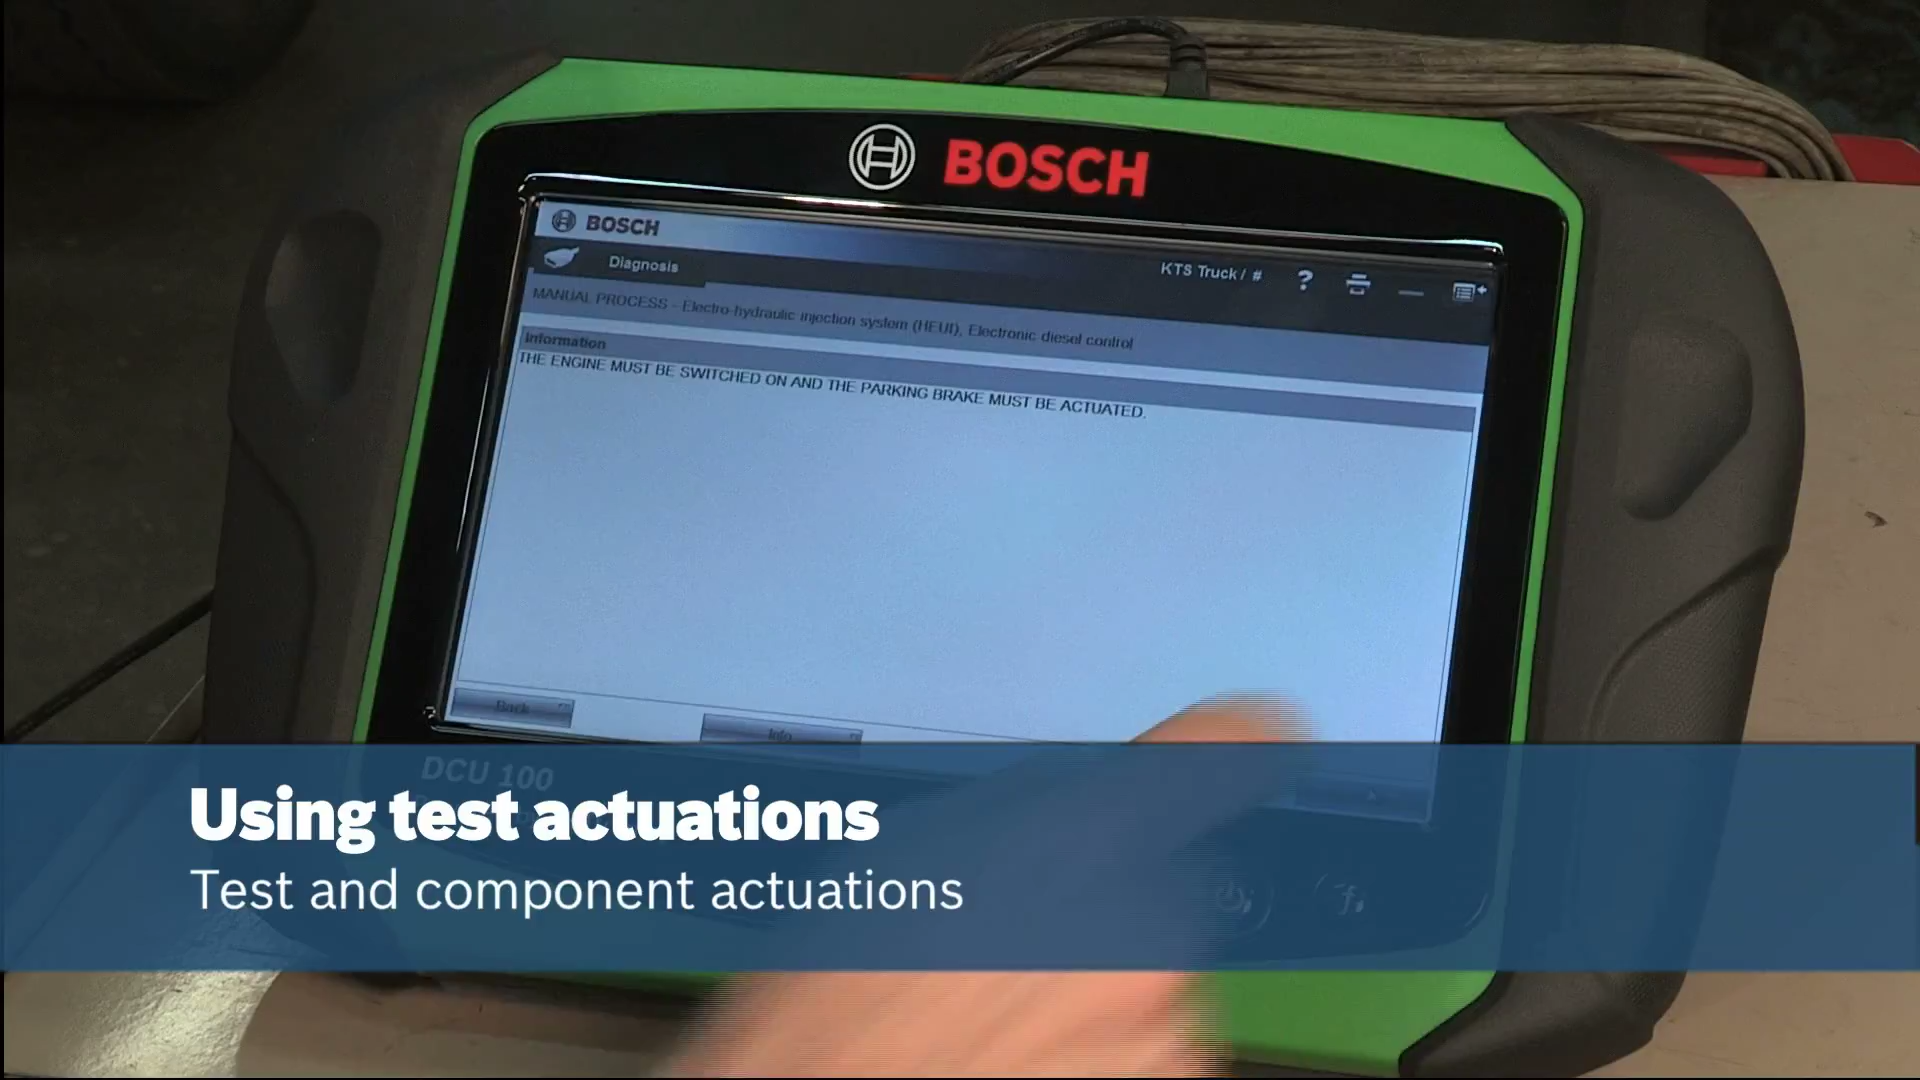 BOSCH
BOSCH
Diagnosis
KTS Truck / #
?
MANUAL PROCESS - Electro-hydraulic injection system (HEUI), Electronic diesel control
Information
THE ENGINE MUST BE SWITCHED ON AND THE PARKING BRAKE MUST BE ACTUATED.
Back
Info
DCU 100
Using test actuations
Test and component actuations